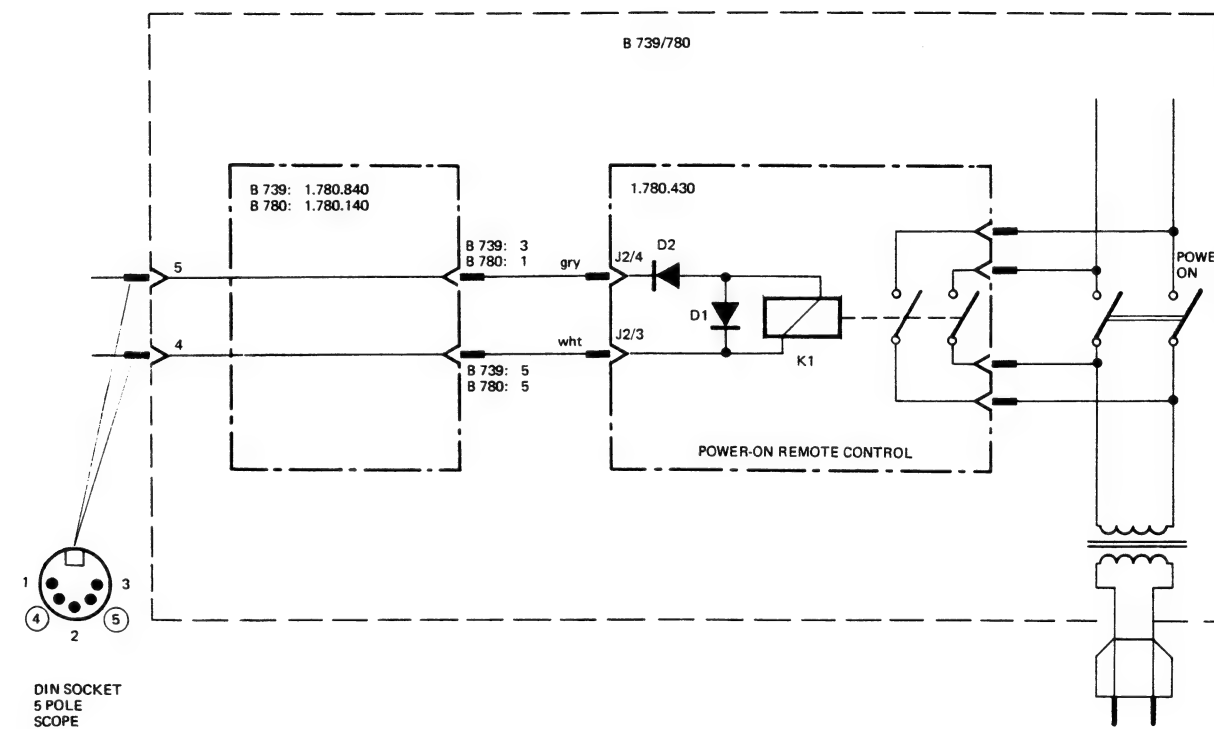 B 739/780
B 739: 1.780.840
B 780: 1.780.140
1.780.430
B 739: 3
B 780: 1
gry
J2/4
D2
5
D1
K1
POWE
ON
4
wht
J2/3
B 739: 5
B 780: 5
POWER-ON REMOTE CONTROL
1
3
4
5
2
DIN SOCKET
5 POLE
SCOPE